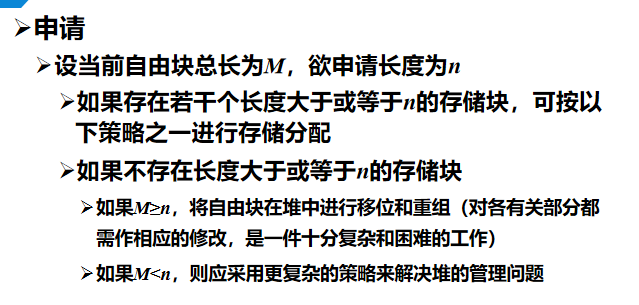 ➢申请
➢设当前自由块总长为M，欲申请长度为n
➢如果存在若干个长度大于或等于n的存储块，可按以
下策略之一进行存储分配
➢如果不存在长度大于或等于n的存储块
➢如果M≥n，将自由块在堆中进行移位和重组（对各有关部分都
需作相应的修改，是一件十分复杂和困难的工作）
➢如果M<n，则应采用更复杂的策略来解决堆的管理问题